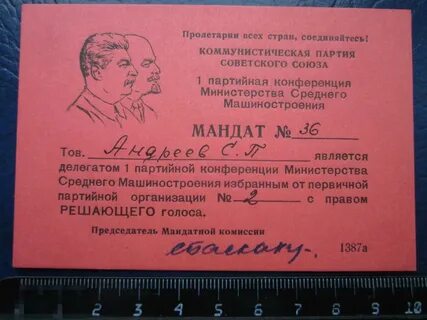 Пролетарии всех стран, соединяйтесь!
КОММУНИСТИЧЕСКАЯ ПАРТИЯ
СОВЕТСКОГО СОЮЗА
1 партийная конференция
Министерства Среднего
Машиностроения
МАНДАТ № 36
Тов. Андреев С.П является
делегатом 1 партийной конференции Министерства
Среднего Машиностроения избранным от первичной
партийной организации № 2 с правом
РЕШАЮЩЕГО голоса.
Председатель Мандатной комиссии
1387а
2 3 4 5 6 7 8 9 10